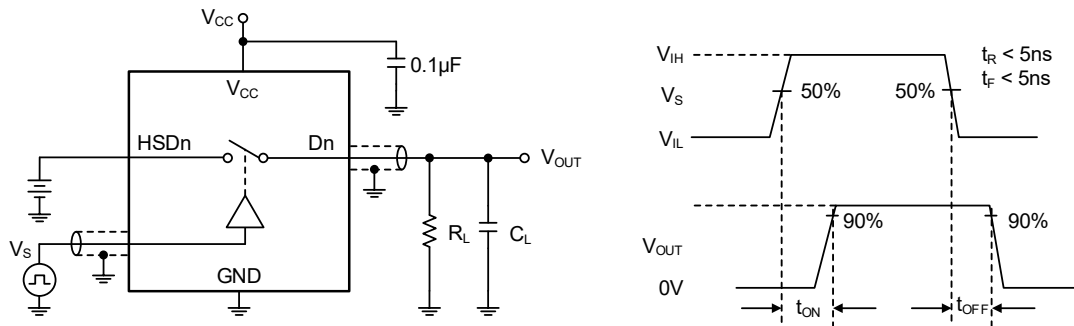 VCC
0.1µF
VCC
HSDn
Dn
VOUT
VS
RL
CL
GND
VIH
VS
VIL
50%
50%
tR < 5ns
tF < 5ns
90%
90%
VOUT
0V
tON
tOFF